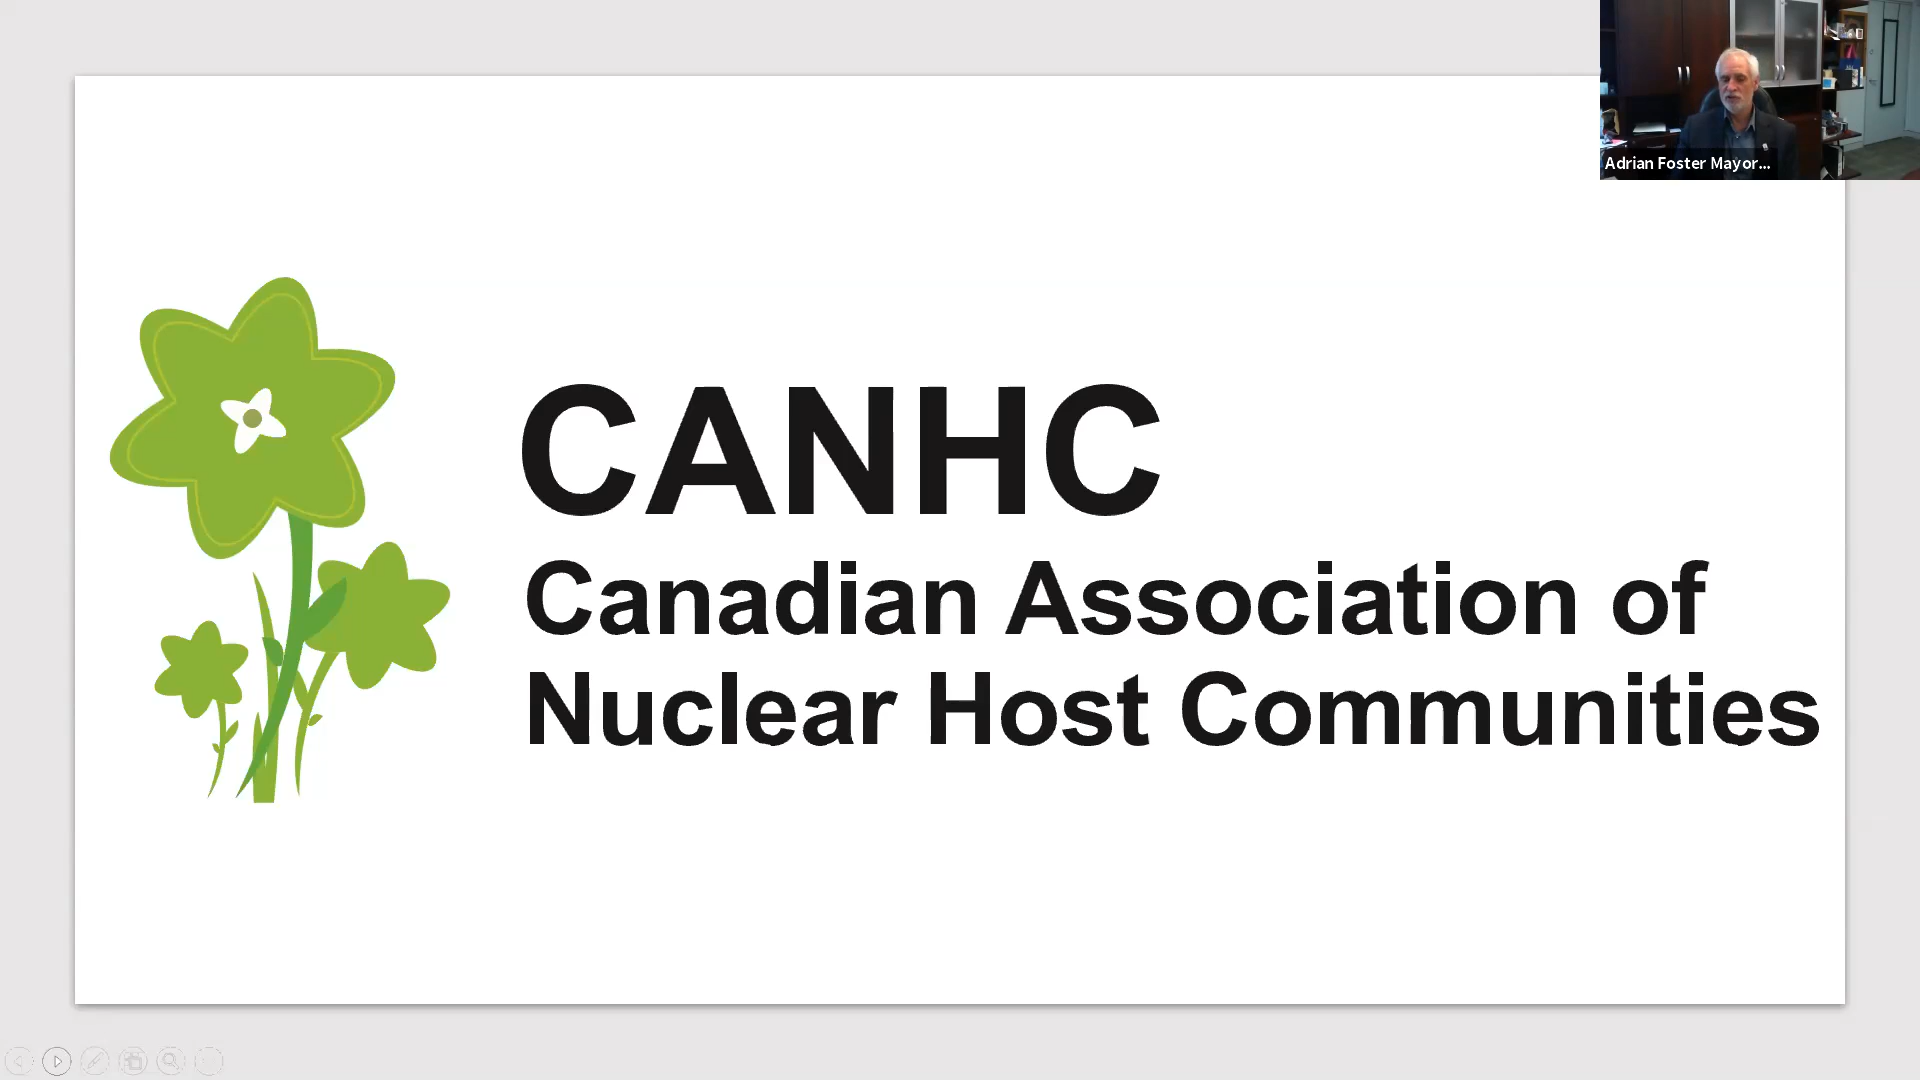 Adrian Foster Mayor...
CANHC
Canadian Association of
Nuclear Host Communities